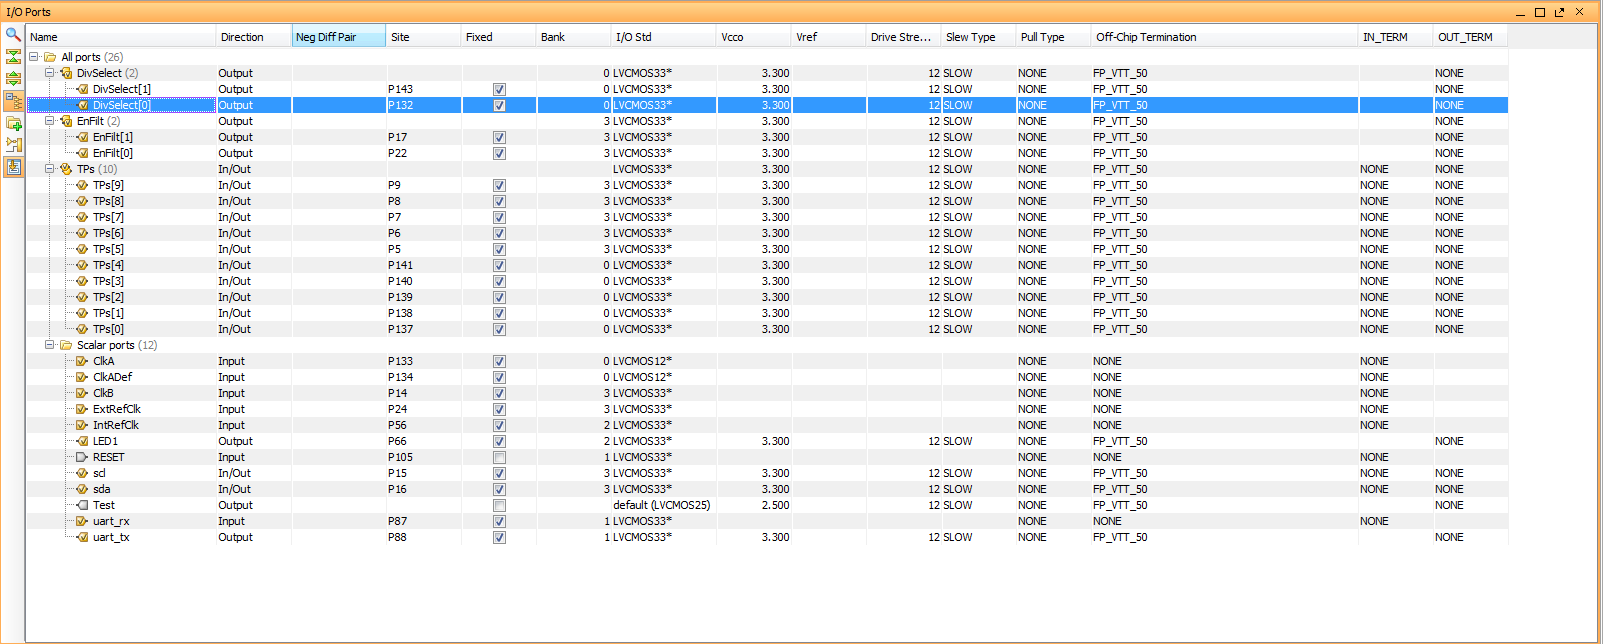 I/O Ports
Name Direction Neg Diff Pair Site Fixed Bank I/O Std Vcco Vref Drive Stre... Slew Type Pull Type Off-Chip Termination IN_TERM OUT_TERM
All ports (26)
DivSelect (2) Output 0 LVCMOS33* 3.300 12 SLOW NONE FP_VTT_50 NONE
DivSelect[1] Output P143 0 LVCMOS33* 3.300 12 SLOW NONE FP_VTT_50 NONE
DivSelect[0] Output P132 0 LVCMOS33* 3.300 12 SLOW NONE FP_VTT_50 NONE
EnFilt (2) Output 3 LVCMOS33* 3.300 12 SLOW NONE FP_VTT_50 NONE
EnFilt[1] Output P17 3 LVCMOS33* 3.300 12 SLOW NONE FP_VTT_50 NONE
EnFilt[0] Output P22 3 LVCMOS33* 3.300 12 SLOW NONE FP_VTT_50 NONE
TPs (10) In/Out LVCMOS33* 3.300 12 SLOW NONE FP_VTT_50 NONE NONE
TPs[9] In/Out P9 3 LVCMOS33* 3.300 12 SLOW NONE FP_VTT_50 NONE NONE
TPs[8] In/Out P8 3 LVCMOS33* 3.300 12 SLOW NONE FP_VTT_50 NONE NONE
TPs[7] In/Out P7 3 LVCMOS33* 3.300 12 SLOW NONE FP_VTT_50 NONE NONE
TPs[6] In/Out P6 3 LVCMOS33* 3.300 12 SLOW NONE FP_VTT_50 NONE NONE
TPs[5] In/Out P5 3 LVCMOS33* 3.300 12 SLOW NONE FP_VTT_50 NONE NONE
TPs[4] In/Out P141 0 LVCMOS33* 3.300 12 SLOW NONE FP_VTT_50 NONE NONE
TPs[3] In/Out P140 0 LVCMOS33* 3.300 12 SLOW NONE FP_VTT_50 NONE NONE
TPs[2] In/Out P139 0 LVCMOS33* 3.300 12 SLOW NONE FP_VTT_50 NONE NONE
TPs[1] In/Out P138 0 LVCMOS33* 3.300 12 SLOW NONE FP_VTT_50 NONE NONE
TPs[0] In/Out P137 0 LVCMOS33* 3.300 12 SLOW NONE FP_VTT_50 NONE NONE
Scalar ports (12)
ClkA Input P133 0 LVCMOS12* NONE NONE NONE
ClkADef Input P134 0 LVCMOS12* NONE NONE NONE
ClkB Input P14 3 LVCMOS33* NONE NONE NONE
ExtRefClk Input P24 3 LVCMOS33* NONE NONE NONE
IntRefClk Input P56 2 LVCMOS33* NONE NONE NONE
LED1 Output P66 2 LVCMOS33* 3.300 12 SLOW NONE FP_VTT_50 NONE
RESET Input P105 1 LVCMOS33* NONE NONE NONE
scl In/Out P15 3 LVCMOS33* 3.300 12 SLOW NONE FP_VTT_50 NONE NONE
sda In/Out P16 3 LVCMOS33* 3.300 12 SLOW NONE FP_VTT_50 NONE NONE
Test Output default (LVCMOS25) 2.500 12 SLOW NONE FP_VTT_50 NONE
uart_rx Input P87 1 LVCMOS33* NONE NONE NONE
uart_tx Output P88 1 LVCMOS33* 3.300 12 SLOW NONE FP_VTT_50 NONE